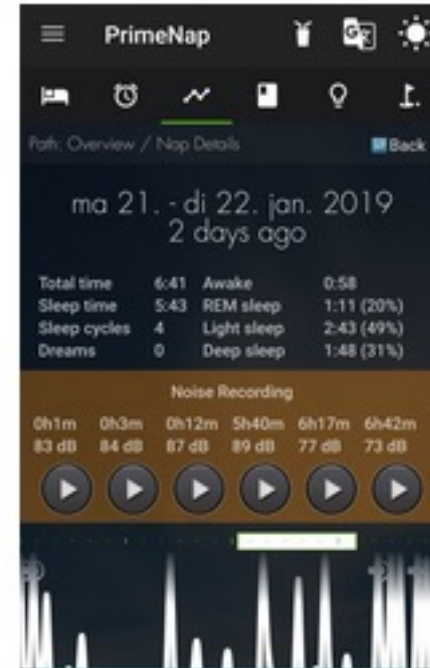 PrimeNap
Path: Overview / Nap Details
Back
ma 21. - di 22. jan. 2019
2 days ago
Total time 6:41 Awake 0:58
Sleep time 5:43 REM sleep 1:11 (20%)
Sleep cycles 4 Light sleep 2:43 (49%)
Dreams 0 Deep sleep 1:48 (31%)
Noise Recording
0h1m 0h3m 0h12m 5h40m 6h17m 6h42m
83 dB 84 dB 87 dB 89 dB 77 dB 73 dB